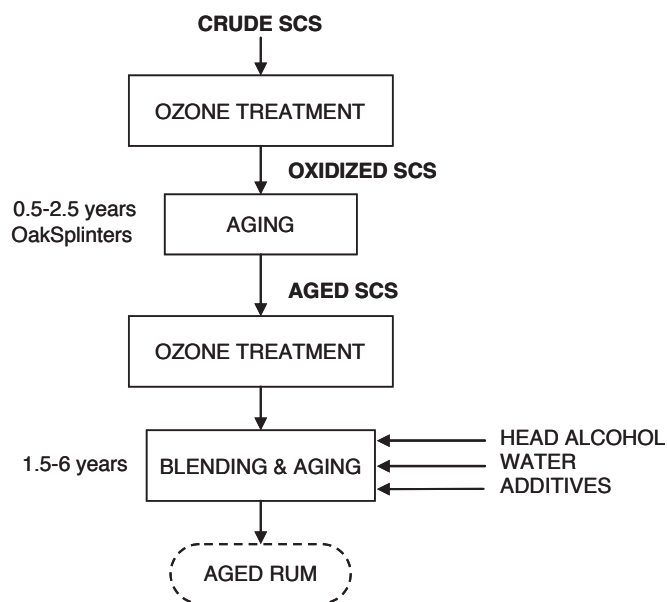 CRUDE SCS
OZONE TREATMENT
OXIDIZED SCS
0.5-2.5 years
OakSplinters
AGING
AGED SCS
OZONE TREATMENT
1.5-6 years
BLENDING & AGING
HEAD ALCOHOL
WATER
ADDITIVES
AGED RUM